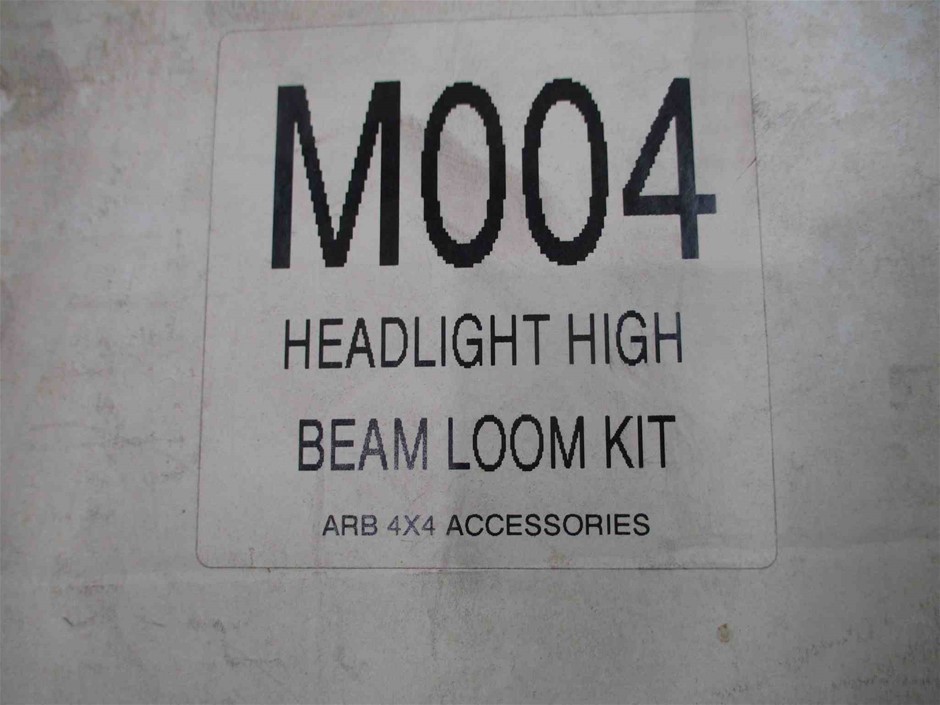 M004
HEADLIGHT HIGH
BEAM LOOM KIT
ARB 4X4 ACCESSORIES